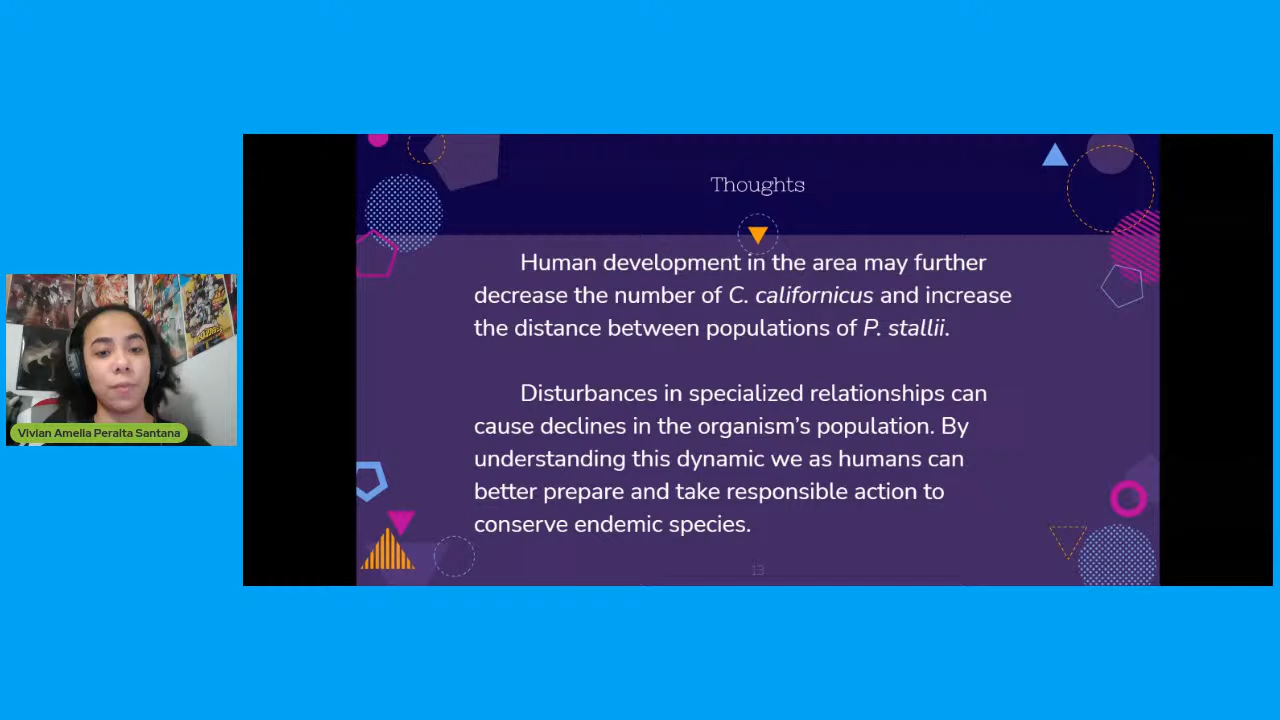 Thoughts
Human development in the area may further
decrease the number of C. californicus and increase
the distance between populations of P. stallii.
Disturbances in specialized relationships can
cause declines in the organism's population. By
understanding this dynamic we as humans can
better prepare and take responsible action to
conserve endemic species.
13
Vivian Amelia Peralta Santana